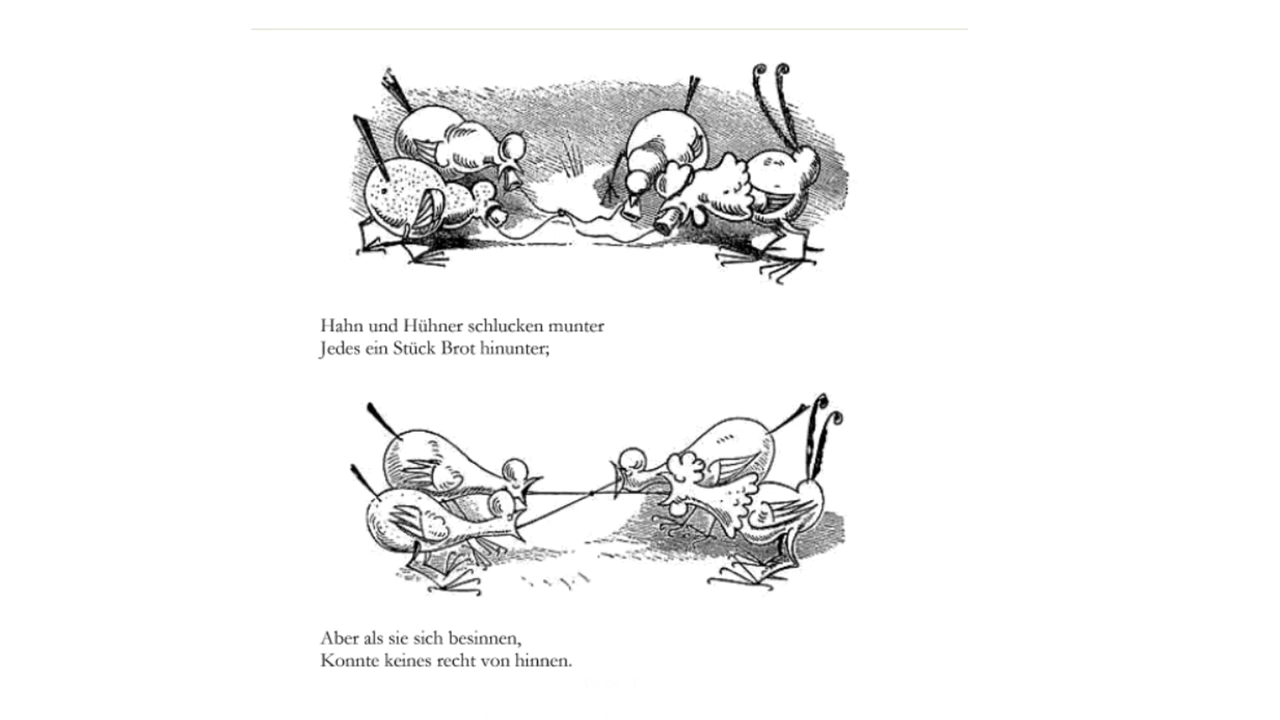 Hahn und Hühner schlucken munter
Jedes ein Stück Brot hinunter;
Aber als sie sich besinnen,
Konnte keines recht von hinnen.